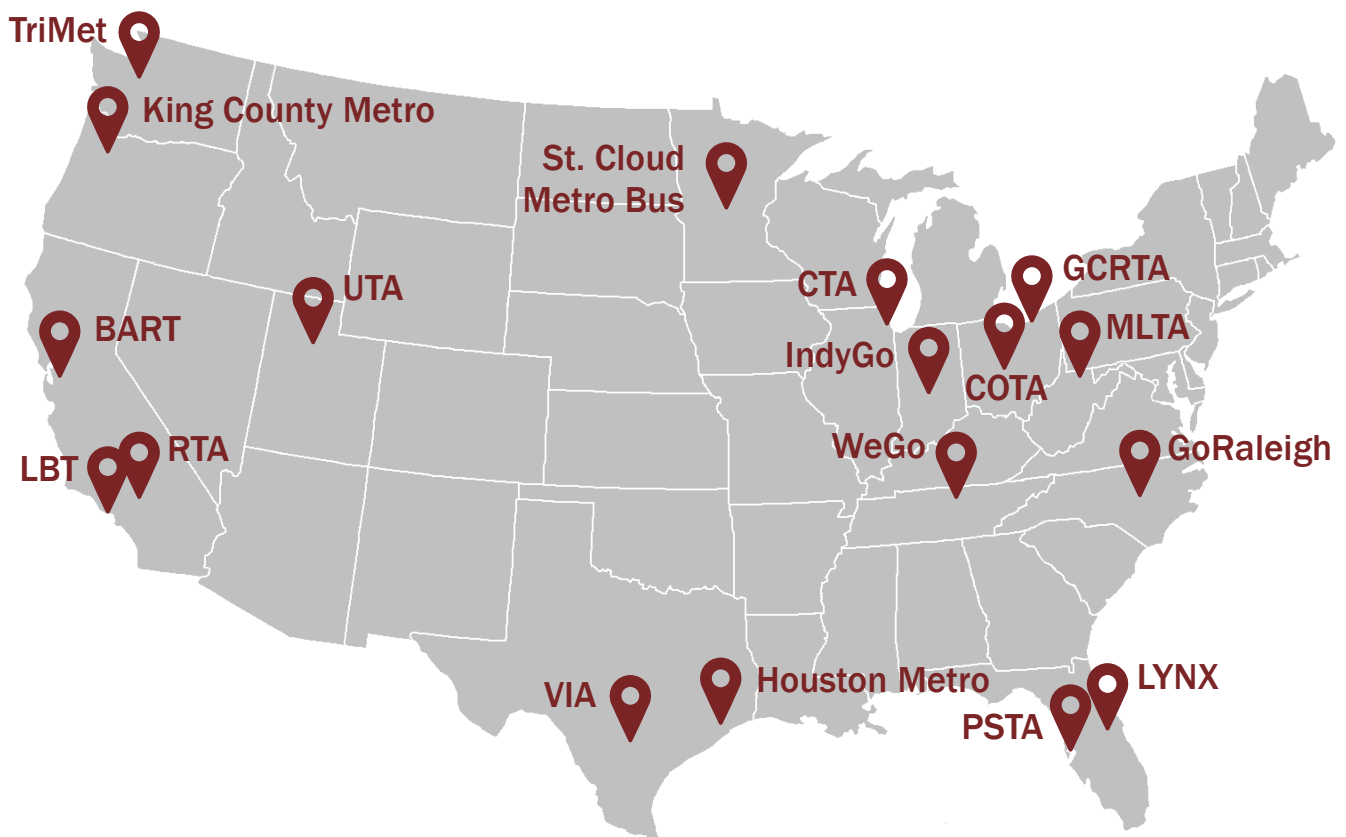 TriMet
King County Metro
St. Cloud
Metro Bus
GCRTA
CTA
UTA
MLTA
BART
IndyGo
COTA
WeGo
GoRaleigh
RTA
LBT
LYNX
Houston Metro
VIA
PSTA